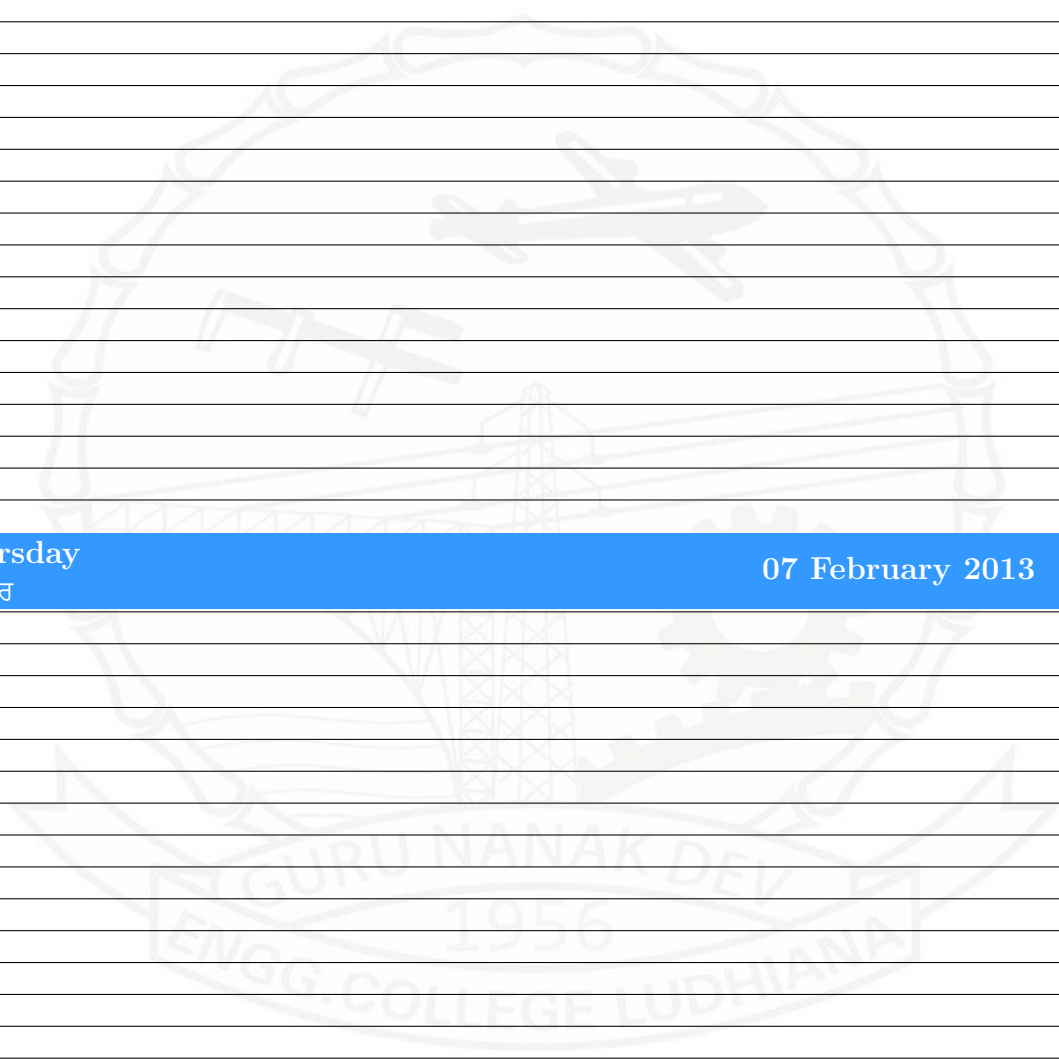 rsday
ਰ
07 February 2013
GURU NANAK DEV
1956
ENGG. COLLEGE LUDHIANA